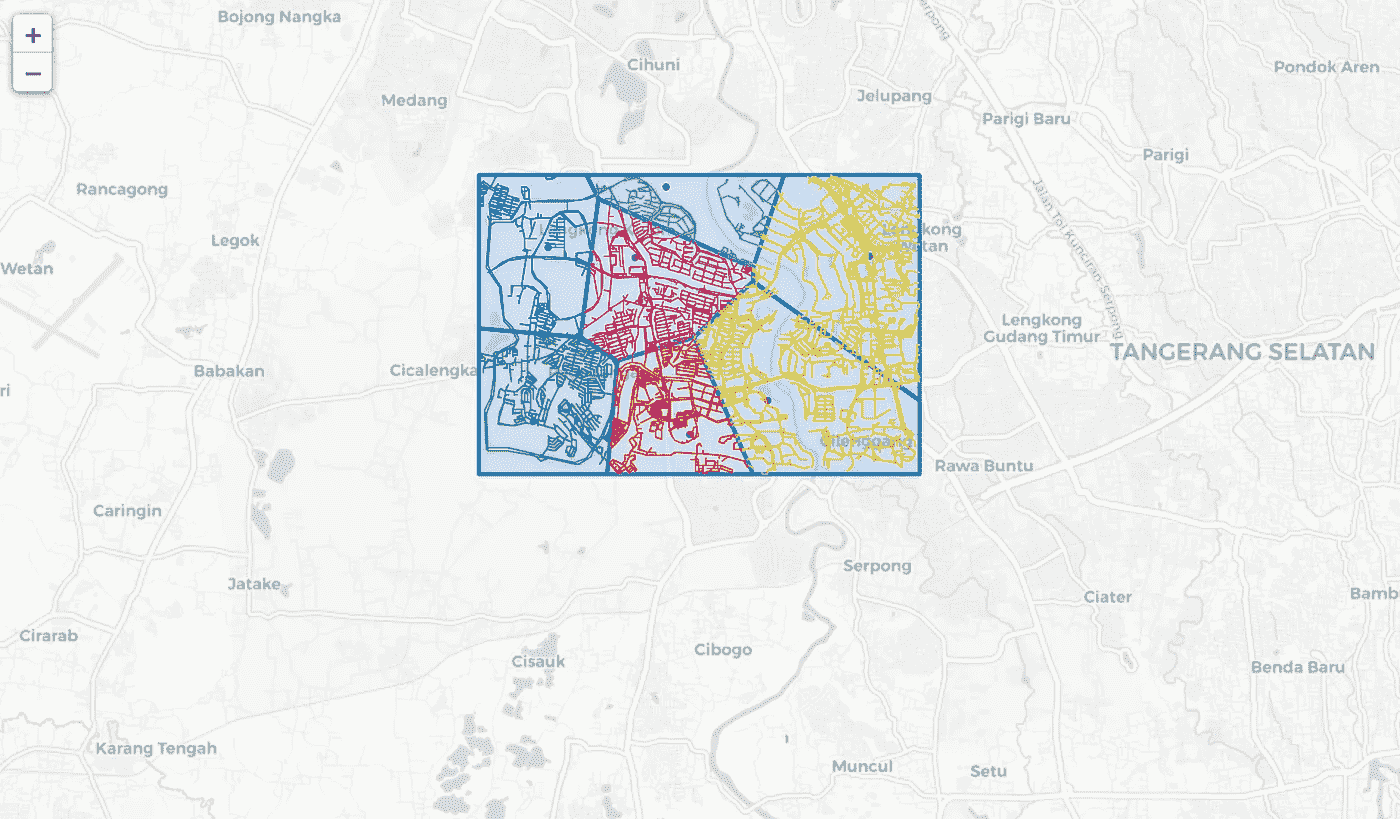 Bojong Nangka
+
−
Cihuni
Pondok Aren
Medang
Jelupang
Parigi Baru
Parigi
Jalan Tol Kunciran Serpong
Rancagong
Legok
Lengkong
Wetan
Wetan
Lengkong
Gudang Timur
TANGERANG SELATAN
Babakan
Cicalengka
ri
Cilenggang
Rawa Buntu
Caringin
Serpong
Jatake
Ciater
Bamb
Cirarab
Cibogo
Cisauk
Benda Baru
Karang Tengah
Muncul
Setu